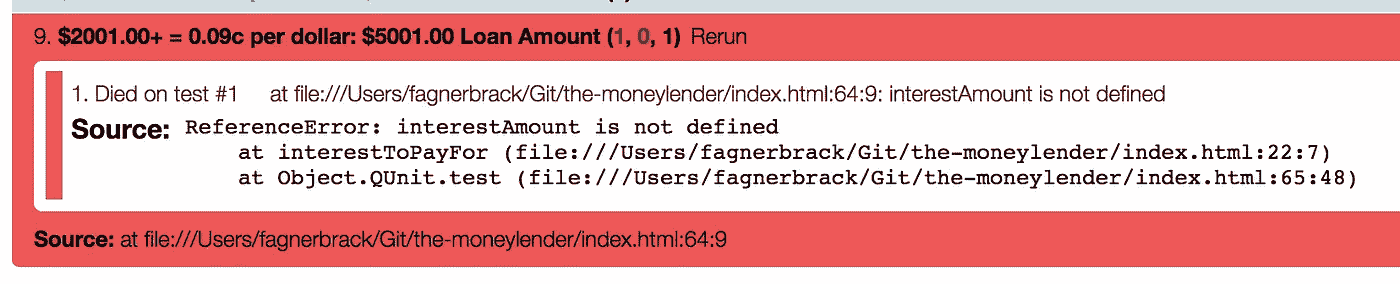 9. $2001.00+ = 0.09c per dollar: $5001.00 Loan Amount (1, 0, 1) Rerun
1. Died on test #1 at file:///Users/fagnerbrack/Git/the-moneylender/index.html:64:9: interestAmount is not defined
Source: ReferenceError: interestAmount is not defined
at interestToPayFor (file:///Users/fagnerbrack/Git/the-moneylender/index.html:22:7)
at Object.QUnit.test (file:///Users/fagnerbrack/Git/the-moneylender/index.html:65:48)
Source: at file:///Users/fagnerbrack/Git/the-moneylender/index.html:64:9